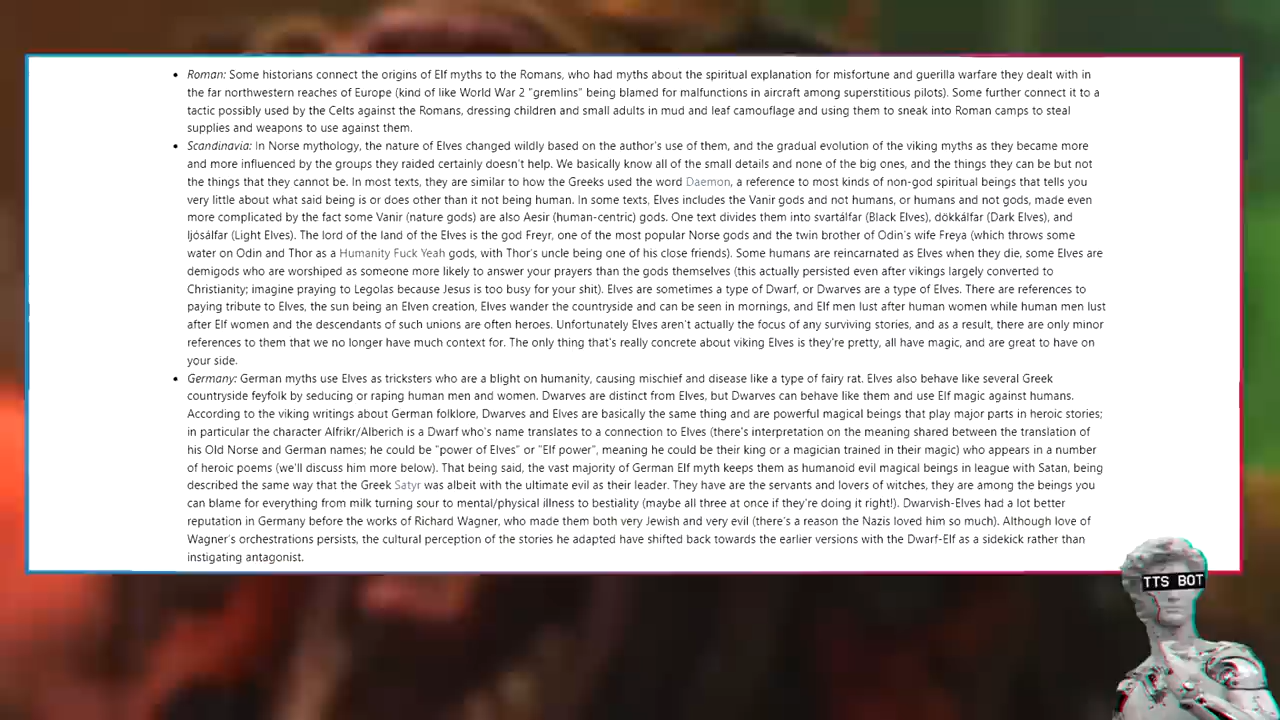 • Roman: Some historians connect the origins of Elf myths to the Romans, who had myths about the spiritual explanation for misfortune and guerilla warfare they dealt with in
the far northwestern reaches of Europe (kind of like World War 2 "gremlins" being blamed for malfunctions in aircraft among superstitious pilots). Some further connect it to a
tactic possibly used by the Celts against the Romans, dressing children and small adults in mud and leaf camouflage and using them to sneak into Roman camps to steal
supplies and weapons to use against them.
• Scandinavia: In Norse mythology, the nature of Elves changed wildly based on the author's use of them, and the gradual evolution of the viking myths as they became more
and more influenced by the groups they raided certainly doesn't help. We basically know all of the small details and none of the big ones, and the things they can be but not
the things that they cannot be. In most texts, they are similar to how the Greeks used the word Daemon, a reference to most kinds of non-god spiritual beings that tells you
very little about what said being is or does other than it not being human. In some texts, Elves includes the Vanir gods and not humans, or humans and not gods, made even
more complicated by the fact some Vanir (nature gods) are also Aesir (human-centric) gods. One text divides them into svartálfar (Black Elves), dökkálfar (Dark Elves), and
ljósálfar (Light Elves). The lord of the land of the Elves is the god Freyr, one of the most popular Norse gods and the twin brother of Odin's wife Freya (which throws some
water on Odin and Thor as a Humanity Fuck Yeah gods, with Thor's uncle being one of his close friends). Some humans are reincarnated as Elves when they die, some Elves are
demigods who are worshiped as someone more likely to answer your prayers than the gods themselves (this actually persisted even after vikings largely converted to
Christianity; imagine praying to Legolas because Jesus is too busy for your shit). Elves are sometimes a type of Dwarf, or Dwarves are a type of Elves. There are references to
paying tribute to Elves, the sun being an Elven creation, Elves wander the countryside and can be seen in mornings, and Elf men lust after human women while human men lust
after Elf women and the descendants of such unions are often heroes. Unfortunately Elves aren't actually the focus of any surviving stories, and as a result, there are only minor
references to them that we no longer have much context for. The only thing that's really concrete about viking Elves is they're pretty, all have magic, and are great to have on
your side.
• Germany: German myths use Elves as tricksters who are a blight on humanity, causing mischief and disease like a type of fairy rat. Elves also behave like several Greek
countryside feyfolk by seducing or raping human men and women. Dwarves are distinct from Elves, but Dwarves can behave like them and use Elf magic against humans.
According to the viking writings about German folklore, Dwarves and Elves are basically the same thing and are powerful magical beings that play major parts in heroic stories;
in particular the character Alfrikr/Alberich is a Dwarf who's name translates to a connection to Elves (there's interpretation on the meaning shared between the translation of
his Old Norse and German names; he could be "power of Elves" or "Elf power", meaning he could be their king or a magician trained in their magic) who appears in a number
of heroic poems (we'll discuss him more below). That being said, the vast majority of German Elf myth keeps them as humanoid evil magical beings in league with Satan, being
described the same way that the Greek Satyr was albeit with the ultimate evil as their leader. They have are the servants and lovers of witches, they are among the beings you
can blame for everything from milk turning sour to mental/physical illness to bestiality (maybe all three at once if they're doing it right!). Dwarvish-Elves had a lot better
reputation in Germany before the works of Richard Wagner, who made them both very Jewish and very evil (there's a reason the Nazis loved him so much). Although love of
Wagner's orchestrations persists, the cultural perception of the stories he adapted have shifted back towards the earlier versions with the Dwarf-Elf as a sidekick rather than
instigating antagonist.
TTS BOT